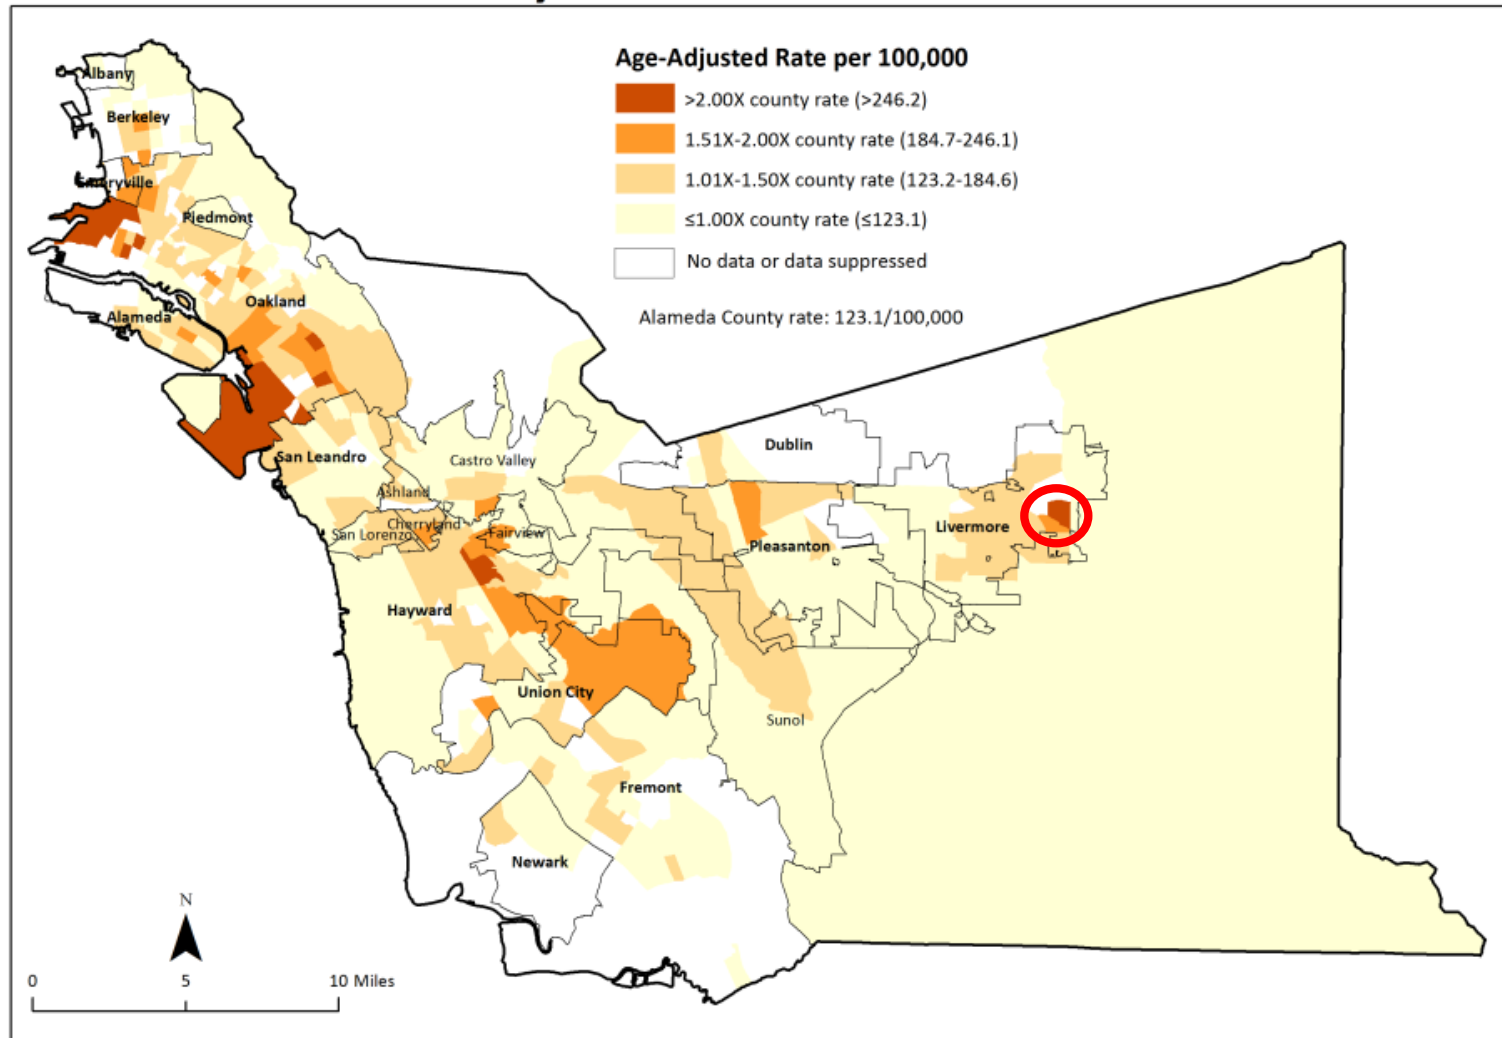 Age-Adjusted Rate per 100,000
>2.00X county rate (>246.2)
1.51X-2.00X county rate (184.7-246.1)
1.01X-1.50X county rate (123.2-184.6)
≤1.00X county rate (≤123.1)
No data or data suppressed
Alameda County rate: 123.1/100,000
Albany
Berkeley
Emeryville
Piedmont
Oakland
Alameda
San Leandro
Castro Valley
Dublin
Ashland
Cherryland
San Lorenzo
Fairview
Pleasanton
Livermore
Hayward
Union City
Sunol
Fremont
Newark
N
0 5 10 Miles